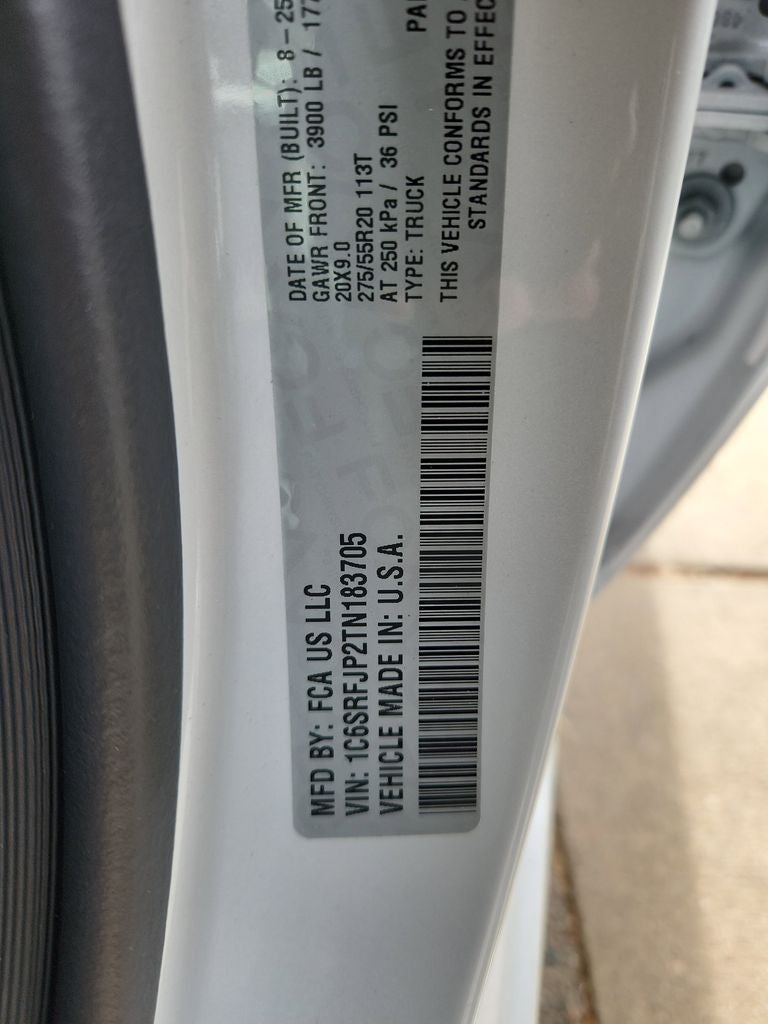 MFD BY: FCA US LLC
VIN: 1C6SRFJP2TN183705
VEHICLE MADE IN: U.S.A.
DATE OF MFR (BUILT): 8-25
GAWR FRONT: 3900 LB / 177
20X9.0
275/55R20 113T
AT 250 kPa / 36 PSI
TYPE: TRUCK
THIS VEHICLE CONFORMS TO
STANDARDS IN EFFEC